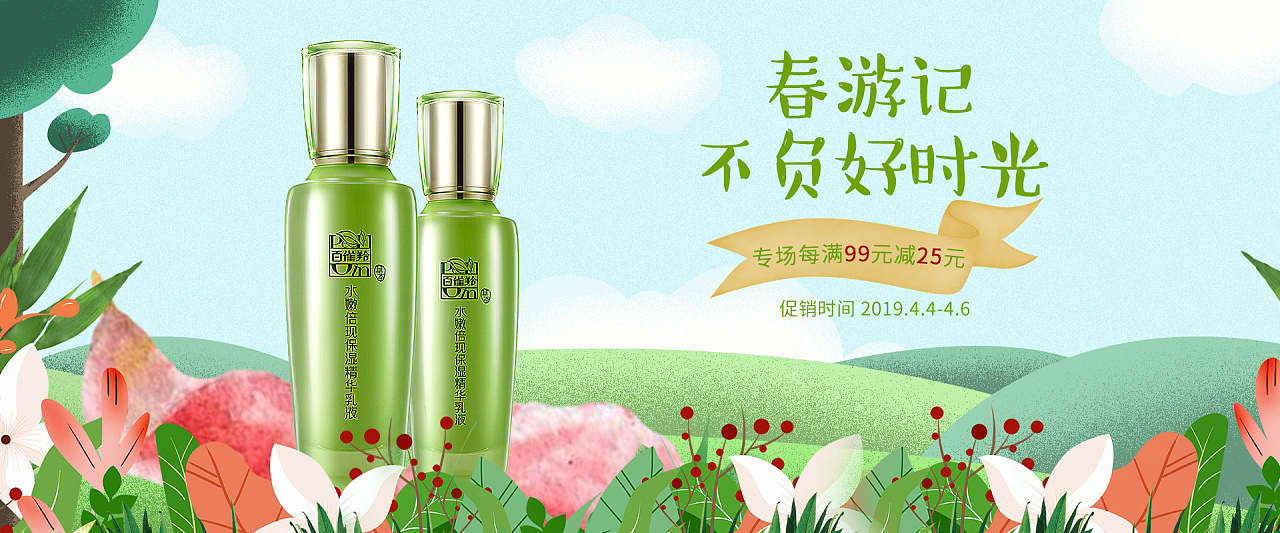 春游记
不负好时光
专场每满99元减25元
促销时间 2019.4.4-4.6
百雀羚
水嫩倍现保湿精华乳液
百雀羚
水嫩倍现保湿精华乳液